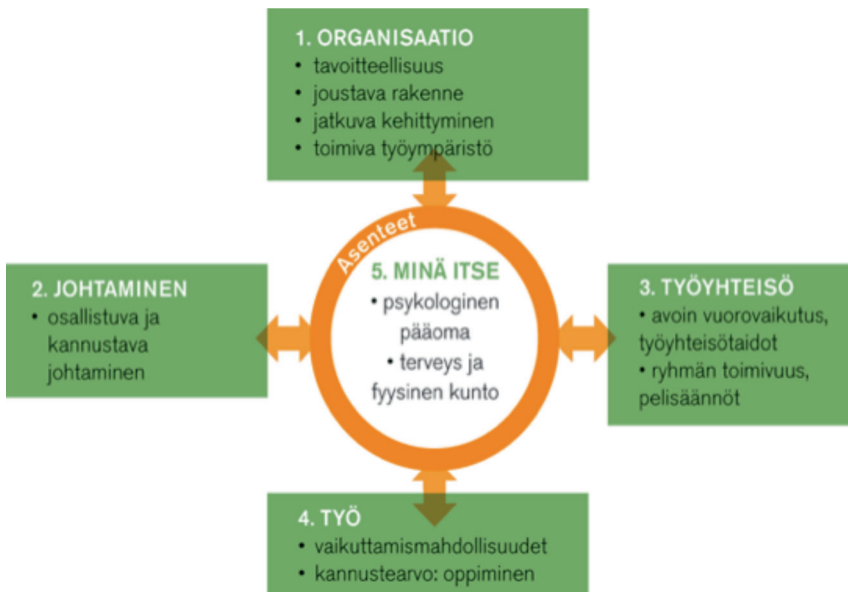 1. ORGANISAATIO
• tavoitteellisuus
• joustava rakenne
• jatkuva kehittyminen
• toimiva työympäristö
Asenteet
5. MINÄ ITSE
• psykologinen
pääoma
• terveys ja
fyysinen kunto
2. JOHTAMINEN
• osallistuva ja
kannustava
johtaminen
3. TYÖYHTEISÖ
• avoin vuorovaikutus,
työyhteisötaidot
• ryhmän toimivuus,
pelisäännöt
4. TYÖ
• vaikuttamismahdollisuudet
• kannustearvo: oppiminen